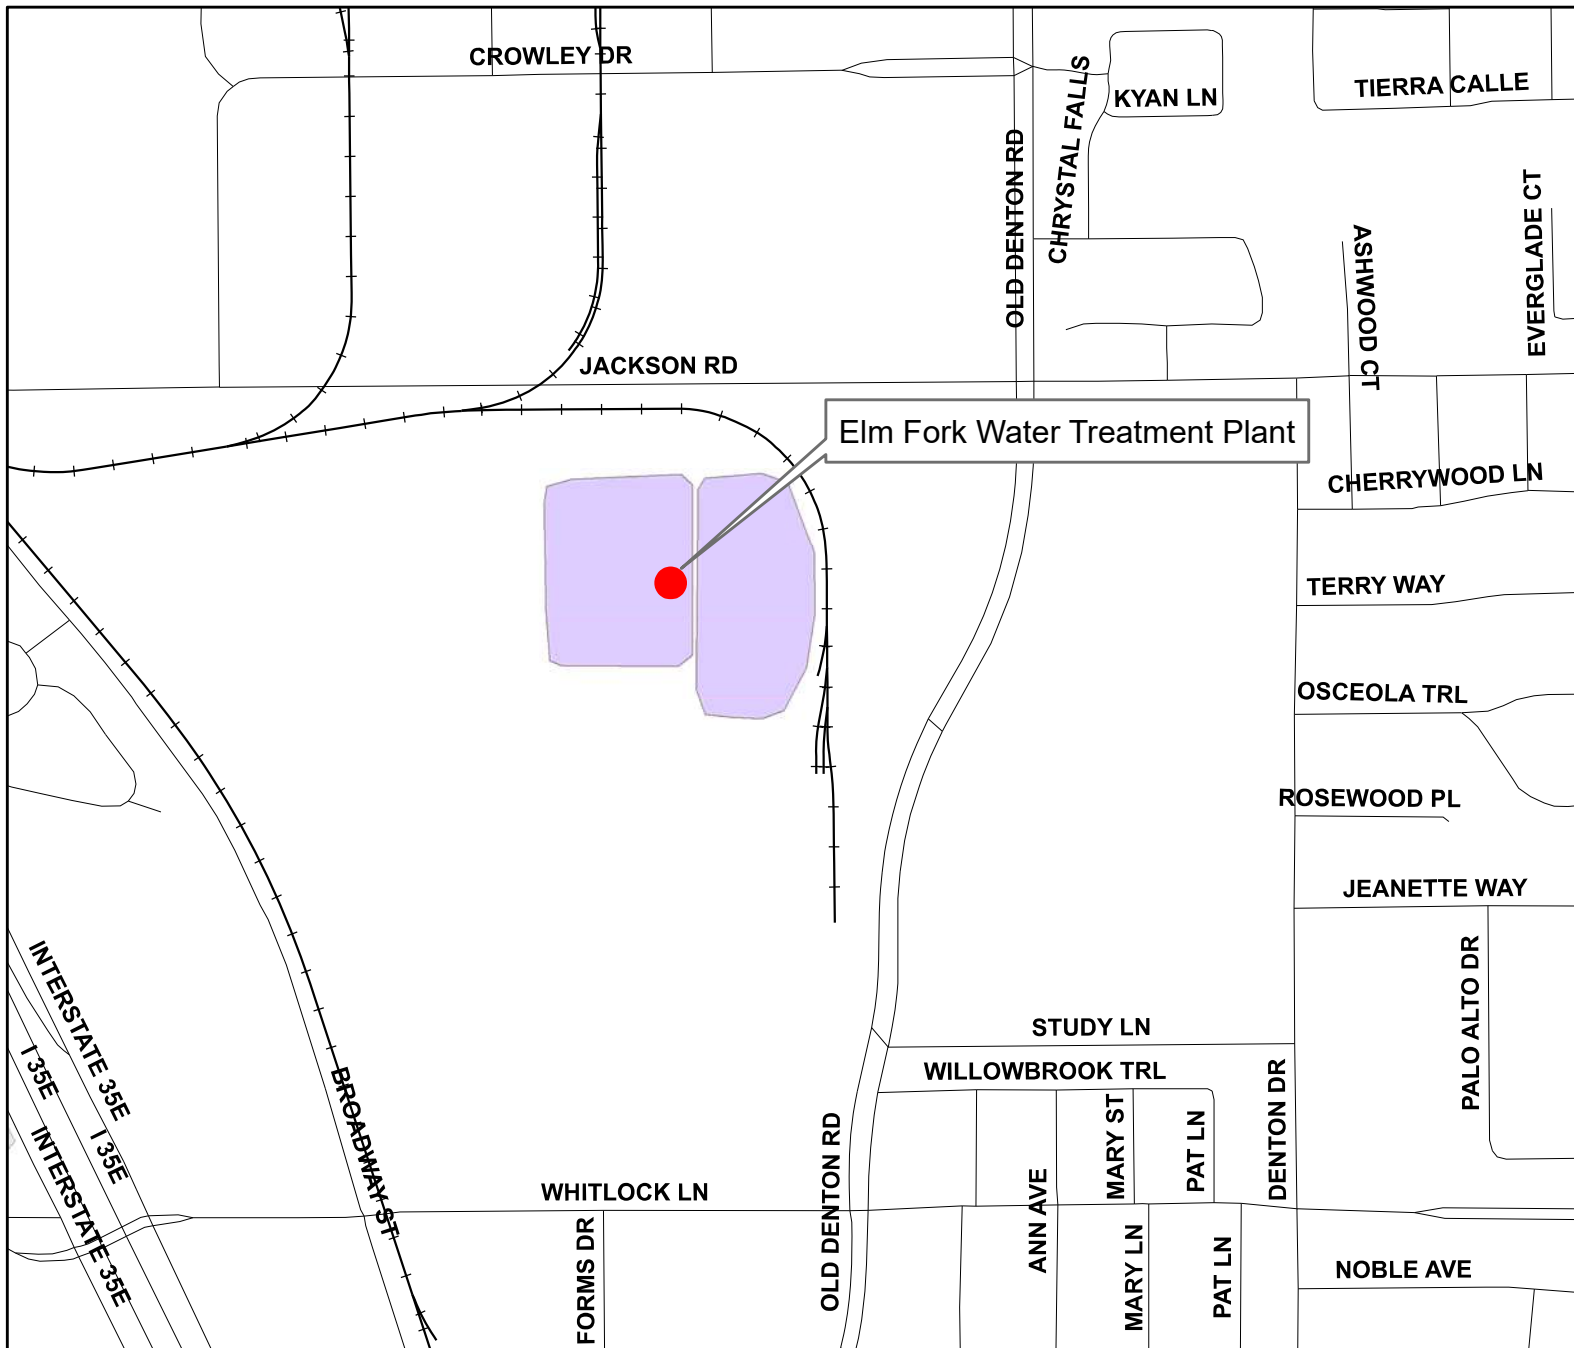 CROWLEY DR
KYAN LN
TIERRA CALLE
CHRYSTAL FALLS
OLD DENTON RD
EVERGLADE CT
ASHWOOD CT
JACKSON RD
Elm Fork Water Treatment Plant
CHERRYWOOD LN
TERRY WAY
OSCEOLA TRL
ROSEWOOD PL
JEANETTE WAY
PALO ALTO DR
INTERSTATE 35E
STUDY LN
WILLOWBROOK TRL
I 35E
BROADWAY ST
DENTON DR
MARY ST
PAT LN
OLD DENTON RD
I 35E
INTERSTATE 35E
WHITLOCK LN
ANN AVE
FORMS DR
MARY LN
PAT LN
NOBLE AVE